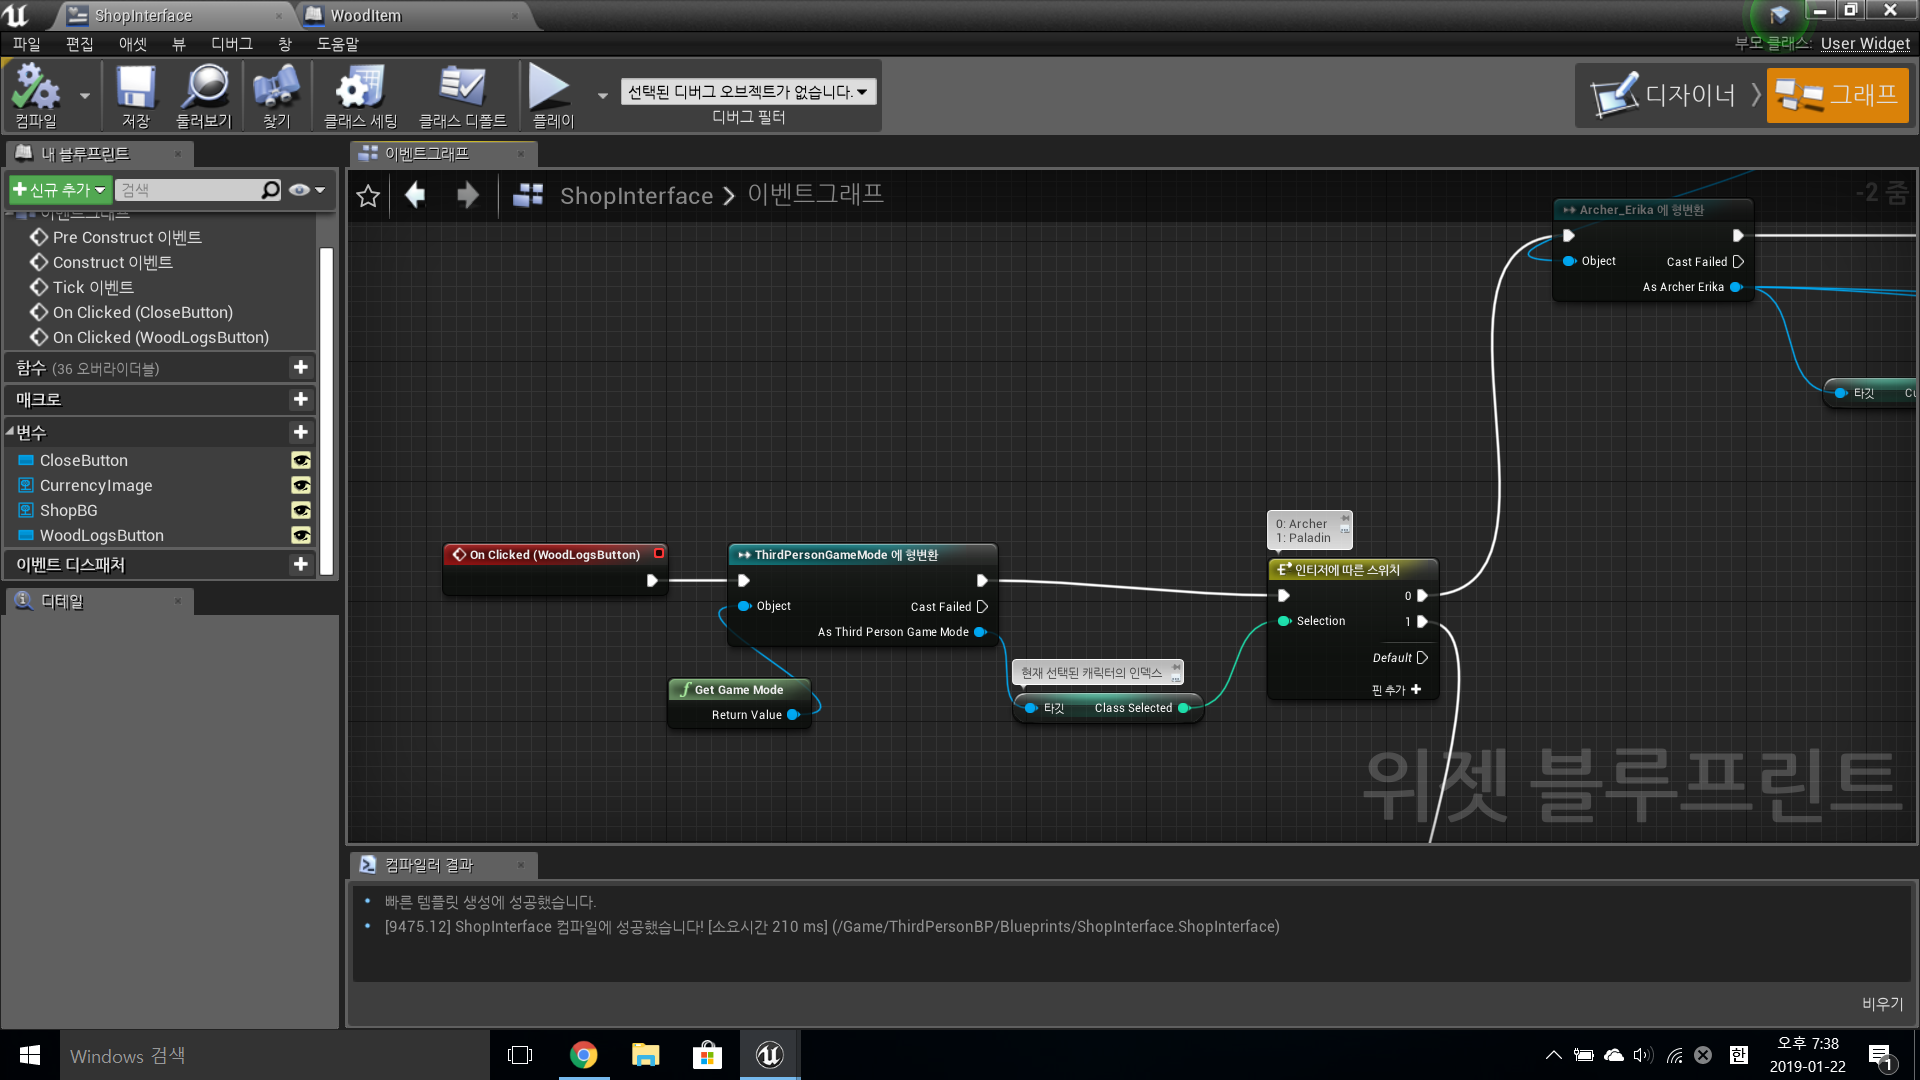 ShopInterface
WoodItem
파일 편집 애셋 뷰 디버그 창 도움말
부모 클래스: User Widget
컴파일
저장
둘러보기
찾기
클래스 세팅
클래스 디폴트
플레이
선택된 디버그 오브젝트가 없습니다.
디버그 필터
디자이너
그래프
내 블루프린트
이벤트그래프
신규 추가
검색
ShopInterface > 이벤트그래프
-2 줌
이벤트그래프
Pre Construct 이벤트
Construct 이벤트
Tick 이벤트
On Clicked (CloseButton)
On Clicked (WoodLogsButton)
함수 (36 오버라이더블)
매크로
변수
CloseButton
CurrencyImage
ShopBG
WoodLogsButton
이벤트 디스패처
디테일
Archer_Erika 에 형변환
Object
Cast Failed
As Archer Erika
타깃
Cu
On Clicked (WoodLogsButton)
ThirdPersonGameMode 에 형변환
Object
Cast Failed
As Third Person Game Mode
Get Game Mode
Return Value
현재 선택된 캐릭터의 인덱스
타깃
Class Selected
0: Archer
1: Paladin
인티저에 따른 스위치
0
Selection
1
Default
핀 추가
위젯 블루프린트
컴파일러 결과
빠른 템플릿 생성에 성공했습니다.
[9475.12] ShopInterface 컴파일에 성공했습니다! [소요시간 210 ms] (/Game/ThirdPersonBP/Blueprints/ShopInterface.ShopInterface)
비우기
Windows 검색
한
오후 7:38
2019-01-22
1